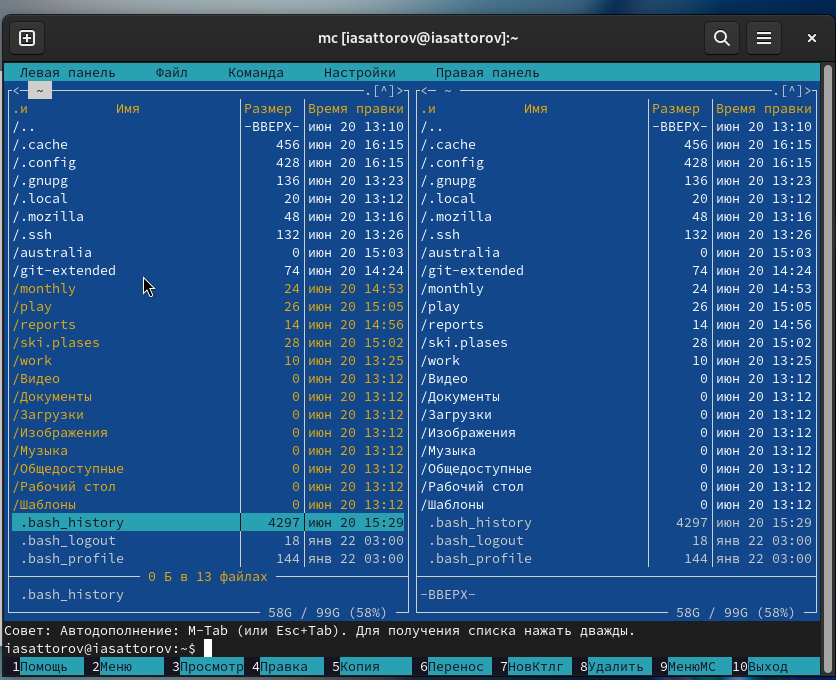 mc [iasattorov@iasattorov]:~
Левая панель Файл Команда Настройки Правая панель
<─ ~ .[^]> <─ ~ .[^]>
.и Имя Размер Время правки .и Имя Размер Время правки
/.. -ВВЕРХ- июн 20 13:10 /.. -ВВЕРХ- июн 20 13:10
/.cache 456 июн 20 16:15 /.cache 456 июн 20 16:15
/.config 428 июн 20 16:15 /.config 428 июн 20 16:15
/.gnupg 136 июн 20 13:23 /.gnupg 136 июн 20 13:23
/.local 20 июн 20 13:12 /.local 20 июн 20 13:12
/.mozilla 48 июн 20 13:16 /.mozilla 48 июн 20 13:16
/.ssh 132 июн 20 13:26 /.ssh 132 июн 20 13:26
/australia 0 июн 20 15:03 /australia 0 июн 20 15:03
/git-extended 74 июн 20 14:24 /git-extended 74 июн 20 14:24
/monthly 24 июн 20 14:53 /monthly 24 июн 20 14:53
/play 26 июн 20 15:05 /play 26 июн 20 15:05
/reports 14 июн 20 14:56 /reports 14 июн 20 14:56
/ski.plases 28 июн 20 15:02 /ski.plases 28 июн 20 15:02
/work 10 июн 20 13:25 /work 10 июн 20 13:25
/Видео 0 июн 20 13:12 /Видео 0 июн 20 13:12
/Документы 0 июн 20 13:12 /Документы 0 июн 20 13:12
/Загрузки 0 июн 20 13:12 /Загрузки 0 июн 20 13:12
/Изображения 0 июн 20 13:12 /Изображения 0 июн 20 13:12
/Музыка 0 июн 20 13:12 /Музыка 0 июн 20 13:12
/Общедоступные 0 июн 20 13:12 /Общедоступные 0 июн 20 13:12
/Рабочий стол 0 июн 20 13:12 /Рабочий стол 0 июн 20 13:12
/Шаблоны 0 июн 20 13:12 /Шаблоны 0 июн 20 13:12
.bash_history 4297 июн 20 15:29 .bash_history 4297 июн 20 15:29
.bash_logout 18 янв 22 03:00 .bash_logout 18 янв 22 03:00
.bash_profile 144 янв 22 03:00 .bash_profile 144 янв 22 03:00
0 Б в 13 файлах
.bash_history -ВВЕРХ-
58G / 99G (58%) 58G / 99G (58%)
Совет: Автодополнение: M-Tab (или Esc+Tab). Для получения списка нажать дважды.
iasattorov@iasattorov:~$
1Помощь 2Меню 3Просмотр 4Правка 5Копия 6Перенос 7НовКтлг 8Удалить 9МенюМС 10Выход